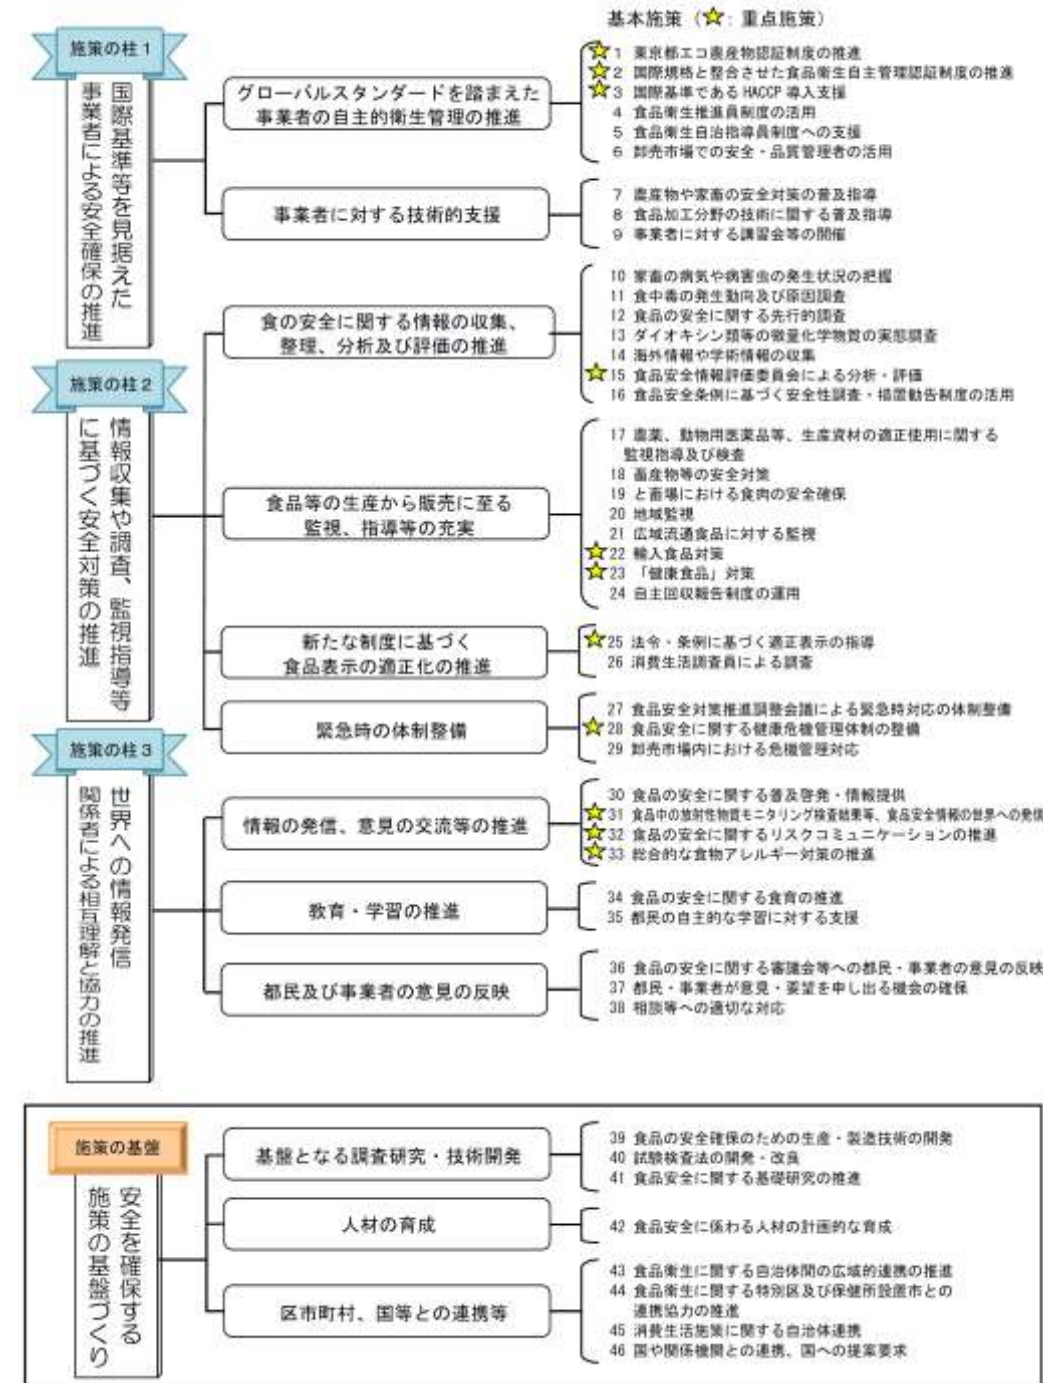 基本施策（☆：重点施策）
施策の柱1
国際基準等を見据えた
事業者による安全確保の推進
グローバルスタンダードを踏まえた
事業者の自主的衛生管理の推進
1 東京都エコ農産物認証制度の推進
2 国際規格と整合させた食品衛生自主管理認証制度の推進
3 国際基準であるHACCP導入支援
4 食品衛生推進員制度の活用
5 食品衛生自治指導員制度への支援
6 卸売市場での安全・品質管理者の活用
事業者に対する技術的支援
7 農産物や家畜の安全対策の普及指導
8 食品加工分野の技術に関する普及指導
9 事業者に対する講習会等の開催
施策の柱2
情報収集や調査、監視指導等
に基づく安全対策の推進
食の安全に関する情報の収集、
整理、分析及び評価の推進
10 家畜の病気や病害虫の発生状況の把握
11 食中毒の発生動向及び原因調査
12 食品の安全に関する先行的調査
13 ダイオキシン類等の微量化学物質の実態調査
14 海外情報や学術情報の収集
15 食品安全情報評価委員会による分析・評価
16 食品安全条例に基づく安全性調査・措置勧告制度の活用
食品等の生産から販売に至る
監視、指導等の充実
17 農薬、動物用医薬品等、生産資材の適正使用に関する
監視指導及び検査
18 畜産物等の安全対策
19 と畜場における食肉の安全確保
20 地域監視
21 広域流通食品に対する監視
22 輸入食品対策
23 「健康食品」対策
24 自主回収報告制度の運用
新たな制度に基づく
食品表示の適正化の推進
25 法令・条例に基づく適正表示の指導
26 消費生活調査員による調査
緊急時の体制整備
27 食品安全対策推進調整会議による緊急時対応の体制整備
28 食品安全に関する健康危機管理体制の整備
29 卸売市場内における危機管理対応
施策の柱3
世界への情報発信
関係者による相互理解と協力の推進
情報の発信、意見の交流等の推進
30 食品の安全に関する普及啓発・情報提供
31 食品中の放射性物質モニタリング検査結果等、食品安全情報の世界への発信
32 食品の安全に関するリスクコミュニケーションの推進
33 総合的な食物アレルギー対策の推進
教育・学習の推進
34 食品の安全に関する食育の推進
35 都民の自主的な学習に対する支援
都民及び事業者の意見の反映
36 食品の安全に関する審議会等への都民・事業者の意見の反映
37 都民・事業者が意見・要望を申し出る機会の確保
38 相談等への適切な対応
施策の基盤
安全を確保する
施策の基盤づくり
基盤となる調査研究・技術開発
39 食品の安全確保のための生産・製造技術の開発
40 試験検査法の開発・改良
41 食品安全に関する基礎研究の推進
人材の育成
42 食品安全に係わる人材の計画的な育成
区市町村、国等との連携等
43 食品衛生に関する自治体間の広域的連携の推進
44 食品衛生に関する特別区及び保健所設置市との
連携協力の推進
45 消費生活施策に関する自治体連携
46 国や関係機関との連携、国への提案要求